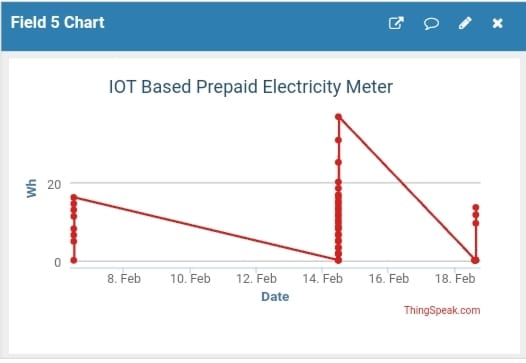 Field 5 Chart
IOT Based Prepaid Electricity Meter
Wh
20
0
8. Feb 10. Feb 12. Feb 14. Feb 16. Feb 18. Feb
Date
ThingSpeak.com